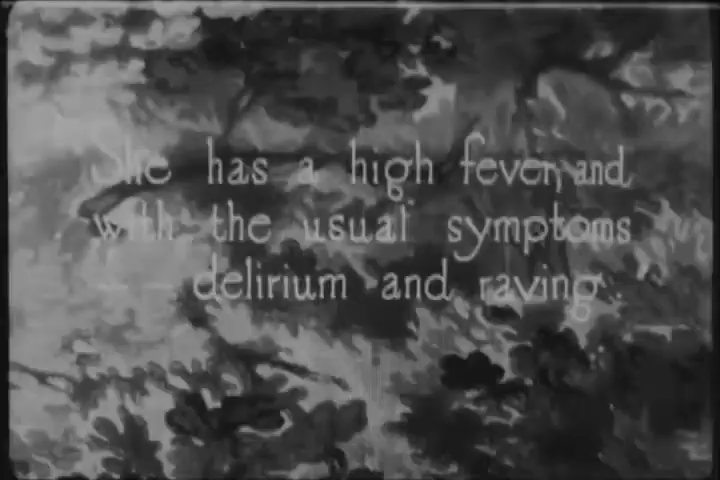 She has a high fever, and
with the usual symptoms
— delirium and raving.